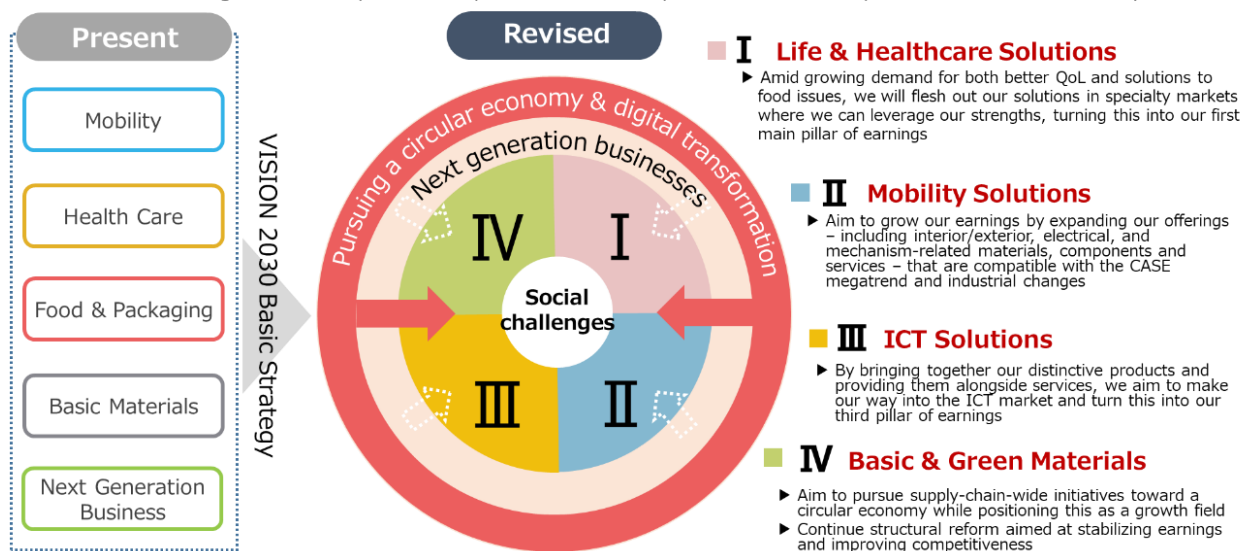 Present
Mobility
Health Care
Food & Packaging
Basic Materials
Next Generation
Business
VISION 2030 Basic Strategy
Revised
Pursuing a circular economy & digital transformation
Next generation businesses
IV
I
Social
challenges
III
II
I Life & Healthcare Solutions
▶ Amid growing demand for both better QoL and solutions to
food issues, we will flesh out our solutions in specialty markets
where we can leverage our strengths, turning this into our first
main pillar of earnings
II Mobility Solutions
▶ Aim to grow our earnings by expanding our offerings
– including interior/exterior, electrical, and
mechanism-related materials, components and
services – that are compatible with the CASE
megatrend and industrial changes
III ICT Solutions
▶ By bringing together our distinctive products and
providing them alongside services, we aim to make
our way into the ICT market and turn this into our
third pillar of earnings
IV Basic & Green Materials
▶ Aim to pursue supply-chain-wide initiatives toward a
circular economy while positioning this as a growth field
▶ Continue structural reform aimed at stabilizing earnings
and improving competitiveness